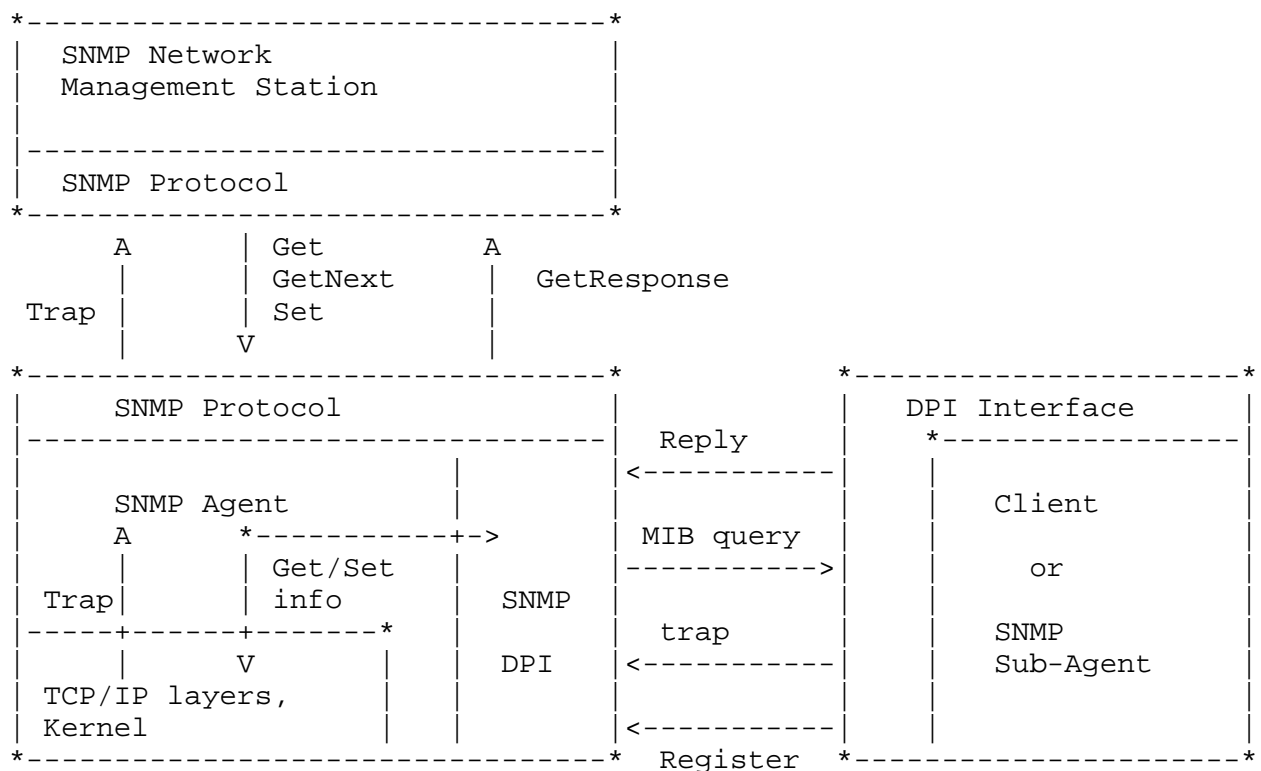 SNMP Network
Management Station
SNMP Protocol
A | Get A
| | GetNext | GetResponse
Trap | | Set |
| V |
SNMP Protocol DPI Interface
Reply
<
SNMP Agent Client
A *-----------+-> MIB query
| | Get/Set > or
Trap| | info SNMP
-----+------+-------* trap SNMP
| V DPI < Sub-Agent
TCP/IP layers,
Kernel <
Register